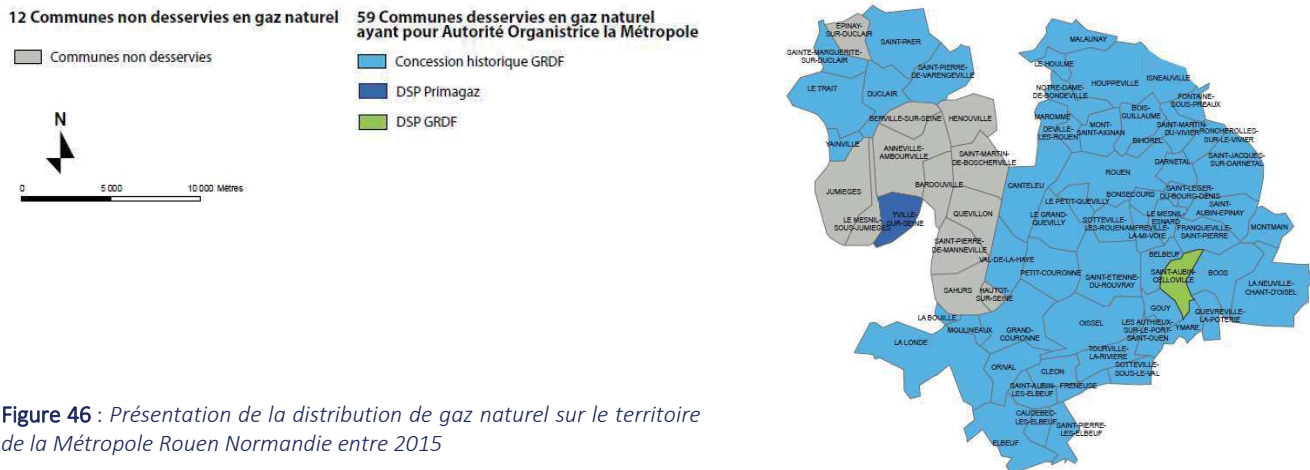 12 Communes non desservies en gaz naturel
Communes non desservies
59 Communes desservies en gaz naturel
ayant pour Autorité Organistrice la Métropole
Concession historique GRDF
DSP Primagaz
DSP GRDF
N
0 5 000 10 000 Mètres
EPINAY-
SUR-DUCLAIR
SAINT-PAER
SAINTE-MARGUERITE-
SUR-DUCLAIR
SAINT-PIERRE-
DE-VARENGEVILLE
LE TRAIT
DUCLAIR
BERVILLE-SUR-SEINE
HENOUVILLE
YAINVILLE
ANNEVILLE-
AMBOURVILLE
SAINT-MARTIN-
DE-BOSCHERVILLE
BARDOUVILLE
JUMIEGES
LE MESNIL-
SOUS-JUMIEGES
YVILLE-
SUR-SEINE
QUEVILLON
SAINT-PIERRE-
DE-MANNEVILLE
SAHURS
HAUTOT-
SUR-SEINE
MALAUNAY
LE HOULME
HOUPPEVILLE
ISNEAUVILLE
NOTRE-DAME-
DE-BONDEVILLE
FONTAINE-
SOUS-PREAUX
BOIS-
GUILLAUME
MAROMME
DEVILLE-
LES-ROUEN
MONT-
SAINT-AIGNAN
BIHOREL
SAINT-MARTIN-
DU-VIVIER
RONCHEROLLES-
SUR-LE-VIVIER
DARNETAL
SAINT-JACQUES-
SUR-DARNETAL
ROUEN
CANTELEU
LE PETIT-QUEVILLY
BONSECOURS
SAINT-LEGER-
DU-BOURG-DENIS
SAINT-
AUBIN-EPINAY
LE GRAND-
QUEVILLY
SOTTEVILLE-
LES-ROUEN
LE MESNIL-
ESNARD
AMFREVILLE-
LA-MI-VOIE
FRANQUEVILLE-
SAINT-PIERRE
MONTMAIN
VAL-DE-LA-HAYE
BELBEUF
PETIT-COURONNE
SAINT-ETIENNE-
DU-ROUVRAY
SAINT-AUBIN-
CELLOVILLE
BOOS
LA NEUVILLE-
CHANT-D'OISEL
GOUY
QUEVREVILLE-
LA-POTERIE
LA BOUILLE
MOULINEAUX
GRAND-
COURONNE
OISSEL
LES AUTHIEUX-
SUR-LE-PORT-
SAINT-OUEN
YMARE
LA LONDE
TOURVILLE-
LA-RIVIERE
ORIVAL
CLEON
SOTTEVILLE-
SOUS-LE-VAL
SAINT-AUBIN-
LES-ELBEUF
FRENEUSE
CAUDEBEC-
LES-ELBEUF
SAINT-PIERRE-
LES-ELBEUF
ELBEUF
Figure 46 : Présentation de la distribution de gaz naturel sur le territoire
de la Métropole Rouen Normandie entre 2015